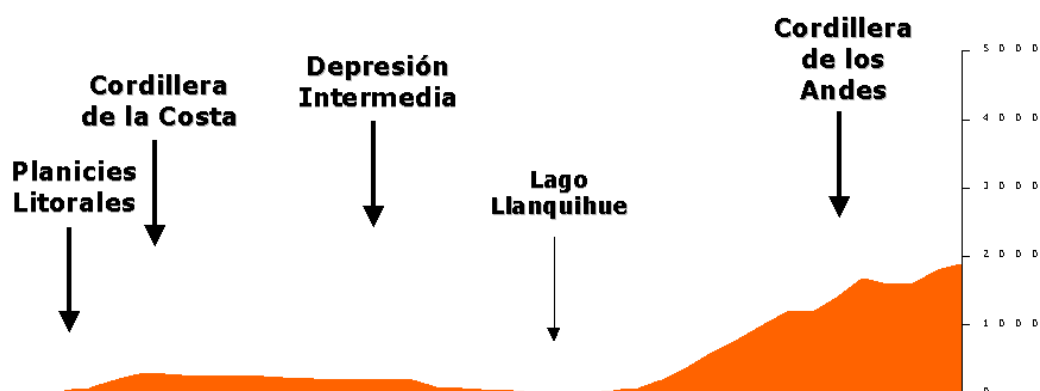 Planicies
Litorales
Cordillera
de la Costa
Depresión
Intermedia
Lago
Llanquihue
Cordillera
de los
Andes
5000
4000
3000
2000
1000
0